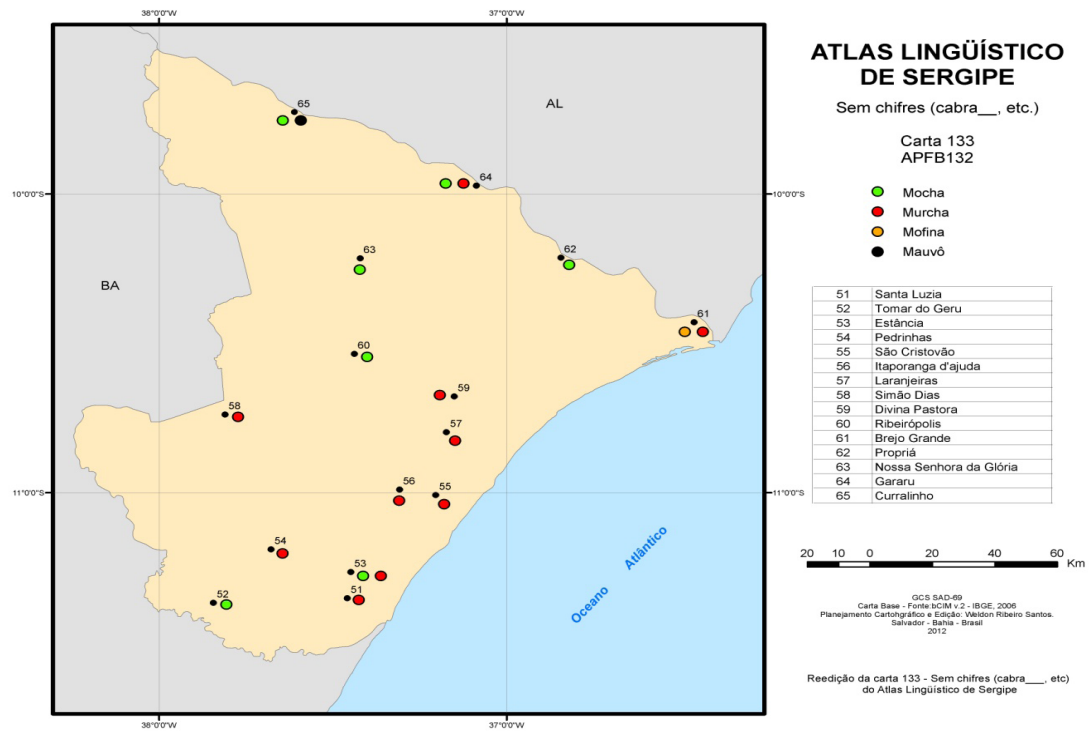 38°0'0"W
37°0'0"W
65
AL
64
10°0'0"S
10°0'0"S
63
62
BA
61
60
59
58
57
56
55
11°0'0"S
11°0'0"S
54
53
52
51
Oceano Atlântico
38°0'0"W
37°0'0"W
ATLAS LINGÜÍSTICO
DE SERGIPE
Sem chifres (cabra__, etc.)
Carta 133
APFB132
Mocha
Murcha
Mofina
Mauvô
51 Santa Luzia
52 Tomar do Geru
53 Estância
54 Pedrinhas
55 São Cristovão
56 Itaporanga d'ajuda
57 Laranjeiras
58 Simão Dias
59 Divina Pastora
60 Ribeirópolis
61 Brejo Grande
62 Propriá
63 Nossa Senhora da Glória
64 Gararu
65 Curralinho
20 10 0 20 40 60
Km
GCS SAD-69
Carta Base - Fonte:bCIM v.2 - IBGE, 2006
Planejamento Cartohgráfico e Edição: Weldon Ribeiro Santos.
Salvador - Bahia - Brasil
2012
Reedição da carta 133 - Sem chifres (cabra___, etc)
do Atlas Lingüístico de Sergipe